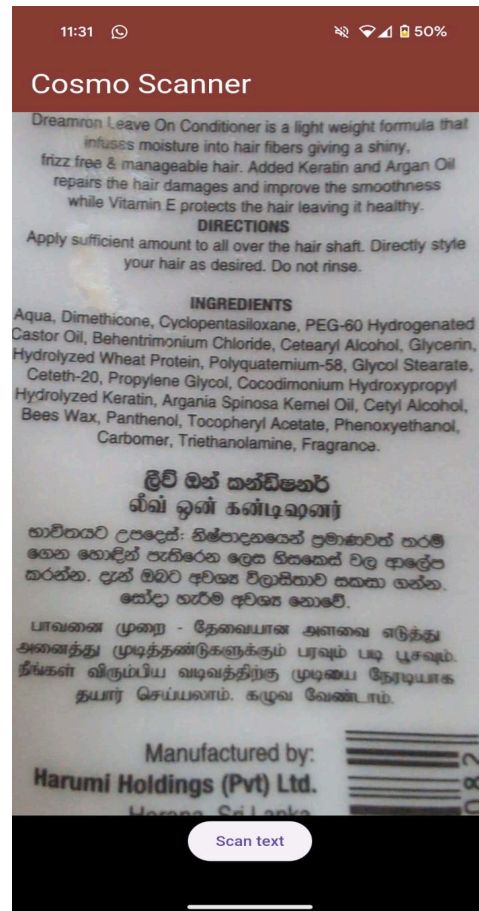 11:31 50%
Cosmo Scanner
Dreamron Leave On Conditioner is a light weight formula that
infuses moisture into hair fibers giving a shiny,
frizz free & manageable hair. Added Keratin and Argan Oil
repairs the hair damages and improve the smoothness
while Vitamin E protects the hair leaving it healthy.
DIRECTIONS
Apply sufficient amount to all over the hair shaft. Directly style
your hair as desired. Do not rinse.
INGREDIENTS
Aqua, Dimethicone, Cyclopentasiloxane, PEG-60 Hydrogenated
Castor Oil, Behentrimonium Chloride, Cetearyl Alcohol, Glycerin,
Hydrolyzed Wheat Protein, Polyquaternium-58, Glycol Stearate,
Ceteth-20, Propylene Glycol, Cocodimonium Hydroxypropyl
Hydrolyzed Keratin, Argania Spinosa Kernel Oil, Cetyl Alcohol,
Bees Wax, Panthenol, Tocopheryl Acetate, Phenoxyethanol,
Carbomer, Triethanolamine, Fragrance.
ලීව් ඔන් කන්ඩිෂනර්
லீவ் ஒன் கண்டிஷனர்
භාවිතයට උපදෙස්: නිෂ්පාදනයෙන් ප්‍රමාණවත් තරම්
ගෙන හොඳින් පැතිරෙන ලෙස හිසකෙස් වල ආලේප
කරන්න. දැන් ඔබට අවශ්‍ය විලාසිතාව සකසා ගන්න.
සේදා හැරීම අවශ්‍ය නොවේ.
பாவனை முறை - தேவையான அளவை எடுத்து
அனைத்து முடித்தண்டுகளுக்கும் பரவும் படி பூசவும்.
நீங்கள் விரும்பிய வடிவத்திற்கு முடியை நேரடியாக
தயார் செய்யலாம். கழுவ வேண்டாம்.
Manufactured by:
Harumi Holdings (Pvt) Ltd.
Horana, Sri Lanka
Scan text